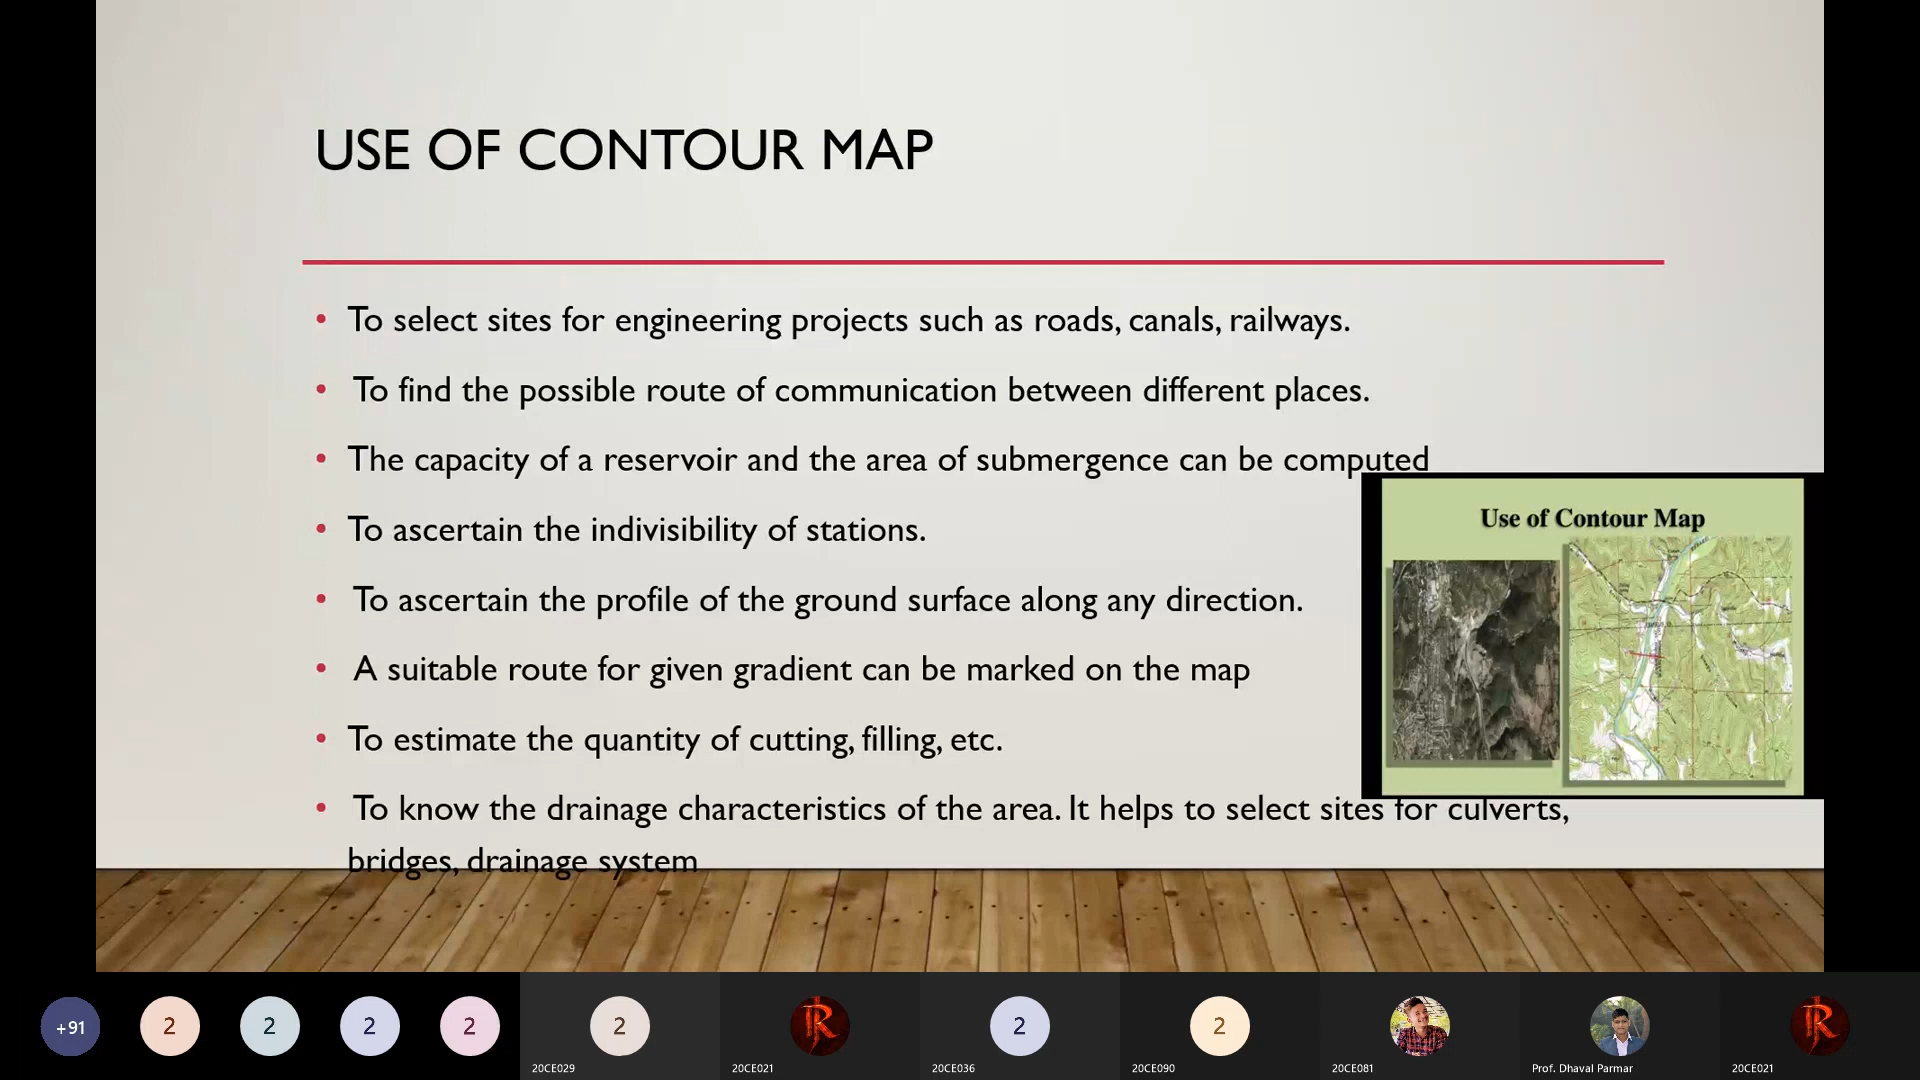 USE OF CONTOUR MAP
• To select sites for engineering projects such as roads, canals, railways.
• To find the possible route of communication between different places.
• The capacity of a reservoir and the area of submergence can be computed
• To ascertain the indivisibility of stations.
• To ascertain the profile of the ground surface along any direction.
• A suitable route for given gradient can be marked on the map
• To estimate the quantity of cutting, filling, etc.
• To know the drainage characteristics of the area. It helps to select sites for culverts,
bridges, drainage system
Use of Contour Map
+91
2
2
2
2
2
20CE029
20CE021
2
20CE036
2
20CE090
20CE081
Prof. Dhaval Parmar
20CE021